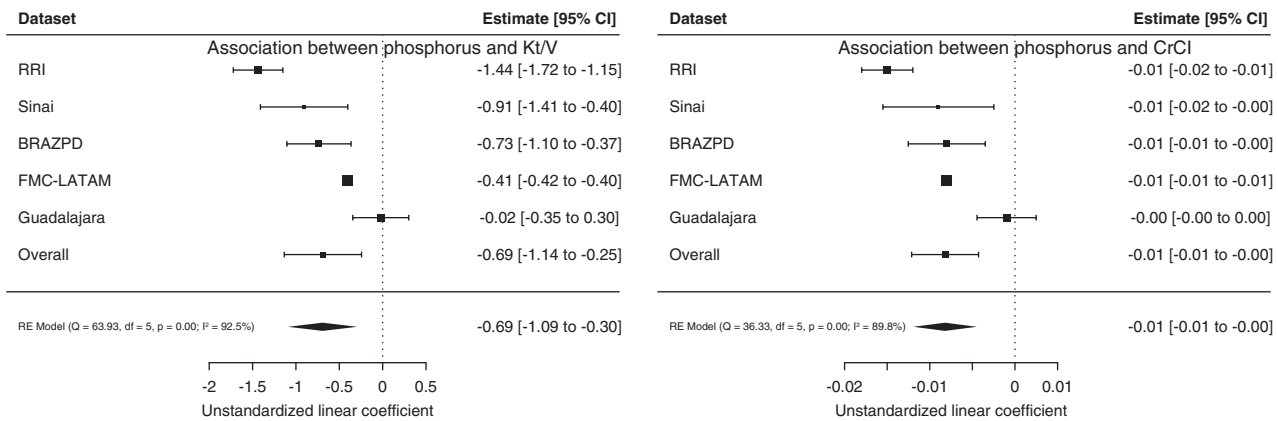 Dataset Estimate [95% CI]
Association between phosphorus and Kt/V
RRI -1.44 [-1.72 to -1.15]
Sinai -0.91 [-1.41 to -0.40]
BRAZPD -0.73 [-1.10 to -0.37]
FMC-LATAM -0.41 [-0.42 to -0.40]
Guadalajara -0.02 [-0.35 to 0.30]
Overall -0.69 [-1.14 to -0.25]
RE Model (Q = 63.93, df = 5, p = 0.00; I² = 92.5%) -0.69 [-1.09 to -0.30]
-2 -1.5 -1 -0.5 0 0.5
Unstandardized linear coefficient
Dataset Estimate [95% CI]
Association between phosphorus and CrCl
RRI -0.01 [-0.02 to -0.01]
Sinai -0.01 [-0.02 to -0.00]
BRAZPD -0.01 [-0.01 to -0.00]
FMC-LATAM -0.01 [-0.01 to -0.01]
Guadalajara -0.00 [-0.00 to 0.00]
Overall -0.01 [-0.01 to -0.00]
RE Model (Q = 36.33, df = 5, p = 0.00; I² = 89.8%) -0.01 [-0.01 to -0.00]
-0.02 -0.01 0 0.01
Unstandardized linear coefficient